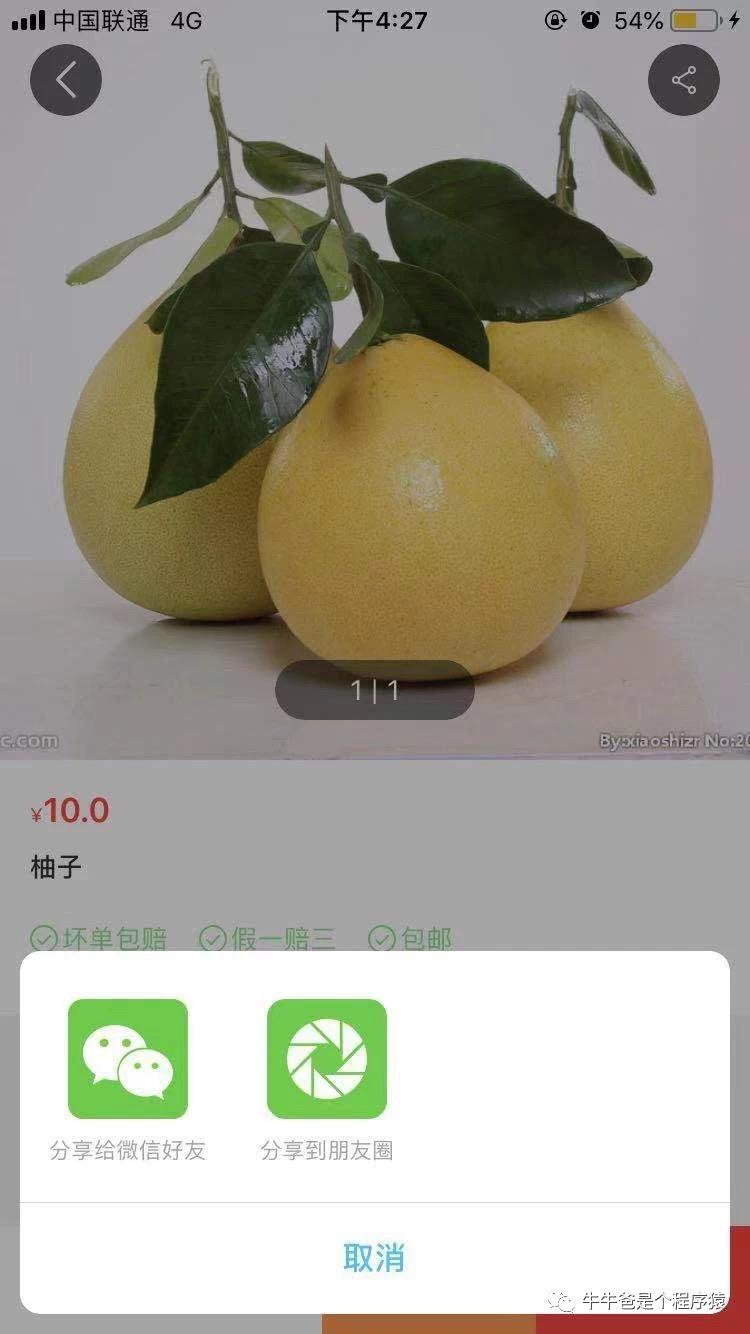 中国联通 4G 下午4:27 54%
1 | 1
c.com By:xiaoshizr No:20
¥10.0
柚子
坏单包赔 假一赔三 包邮
分享给微信好友 分享到朋友圈
取消
牛牛爸是个程序猿